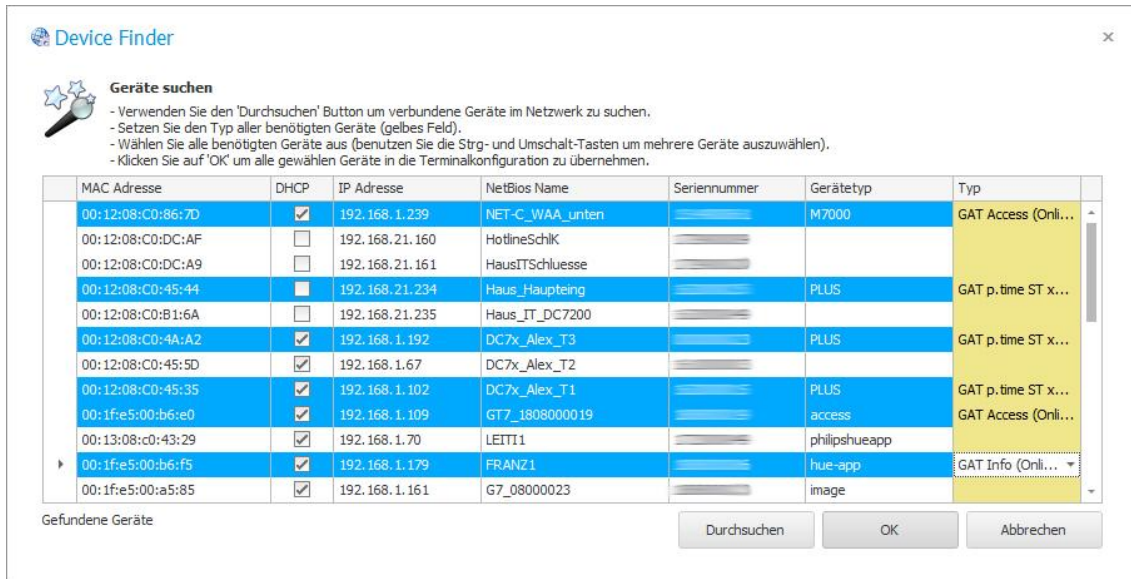 Device Finder
Geräte suchen
- Verwenden Sie den 'Durchsuchen' Button um verbundene Geräte im Netzwerk zu suchen.
- Setzen Sie den Typ aller benötigten Geräte (gelbes Feld).
- Wählen Sie alle benötigten Geräte aus (benutzen Sie die Strg- und Umschalt-Tasten um mehrere Geräte auszuwählen).
- Klicken Sie auf 'OK' um alle gewählen Geräte in die Terminalkonfiguration zu übernehmen.
MAC Adresse DHCP IP Adresse NetBios Name Seriennummer Gerätetyp Typ
00:12:08:C0:86:7D 192.168.1.239 NET-C_WAA_unten M7000 GAT Access (Onli...
00:12:08:C0:DC:AF 192.168.21.160 HotlineSchlK
00:12:08:C0:DC:A9 192.168.21.161 HausITSchluesse
00:12:08:C0:45:44 192.168.21.234 Haus_Haupteing PLUS GAT p.time ST x...
00:12:08:C0:B1:6A 192.168.21.235 Haus_IT_DC7200
00:12:08:C0:4A:A2 192.168.1.192 DC7x_Alex_T3 PLUS GAT p.time ST x...
00:12:08:C0:45:5D 192.168.1.67 DC7x_Alex_T2
00:12:08:C0:45:35 192.168.1.102 DC7x_Alex_T1 PLUS GAT p.time ST x...
00:1f:e5:00:b6:e0 192.168.1.109 GT7_1808000019 access GAT Access (Onli...
00:13:08:c0:43:29 192.168.1.70 LEITI1 philipshueapp
00:1f:e5:00:b6:f5 192.168.1.179 FRANZ1 hue-app GAT Info (Onli...
00:1f:e5:00:a5:85 192.168.1.161 G7_08000023 image
Gefundene Geräte
Durchsuchen OK Abbrechen